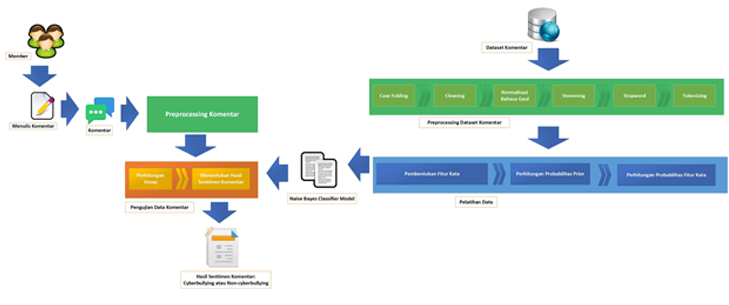 Member
Menulis Komentar
Komentar
Preprocessing Komentar
Perhitungan
Vmap
Menentukan Hasil
Sentimen Komentar
Pengujian Data Komentar
Hasil Sentimen Komentar:
Cyberbullying atau Non-cyberbullying
Naive Bayes Classifier Model
Dataset Komentar
Case Folding
Cleaning
Normalisasi
Bahasa Gaul
Stemming
Stopword
Tokenizing
Preprocessing Dataset Komentar
Pembentukan Fitur Kata
Perhitungan Probabilitas Prior
Perhitungan Probabilitas Fitur Kata
Pelatihan Data